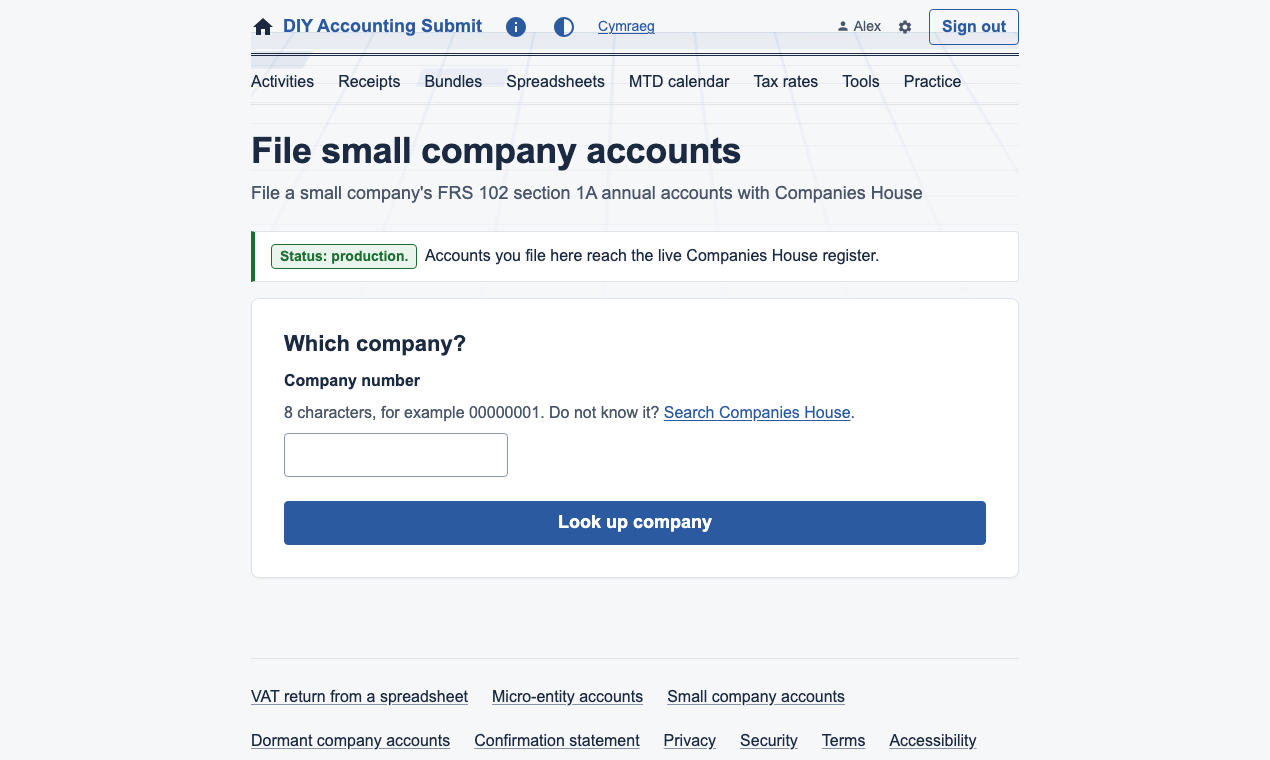 DIY Accounting Submit Cymraeg Alex Sign out
Activities Receipts Bundles Spreadsheets MTD calendar Tax rates Tools Practice
File small company accounts
File a small company's FRS 102 section 1A annual accounts with Companies House
Status: production. Accounts you file here reach the live Companies House register.
Which company?
Company number
8 characters, for example 00000001. Do not know it? Search Companies House.
Look up company
VAT return from a spreadsheet Micro-entity accounts Small company accounts
Dormant company accounts Confirmation statement Privacy Security Terms Accessibility